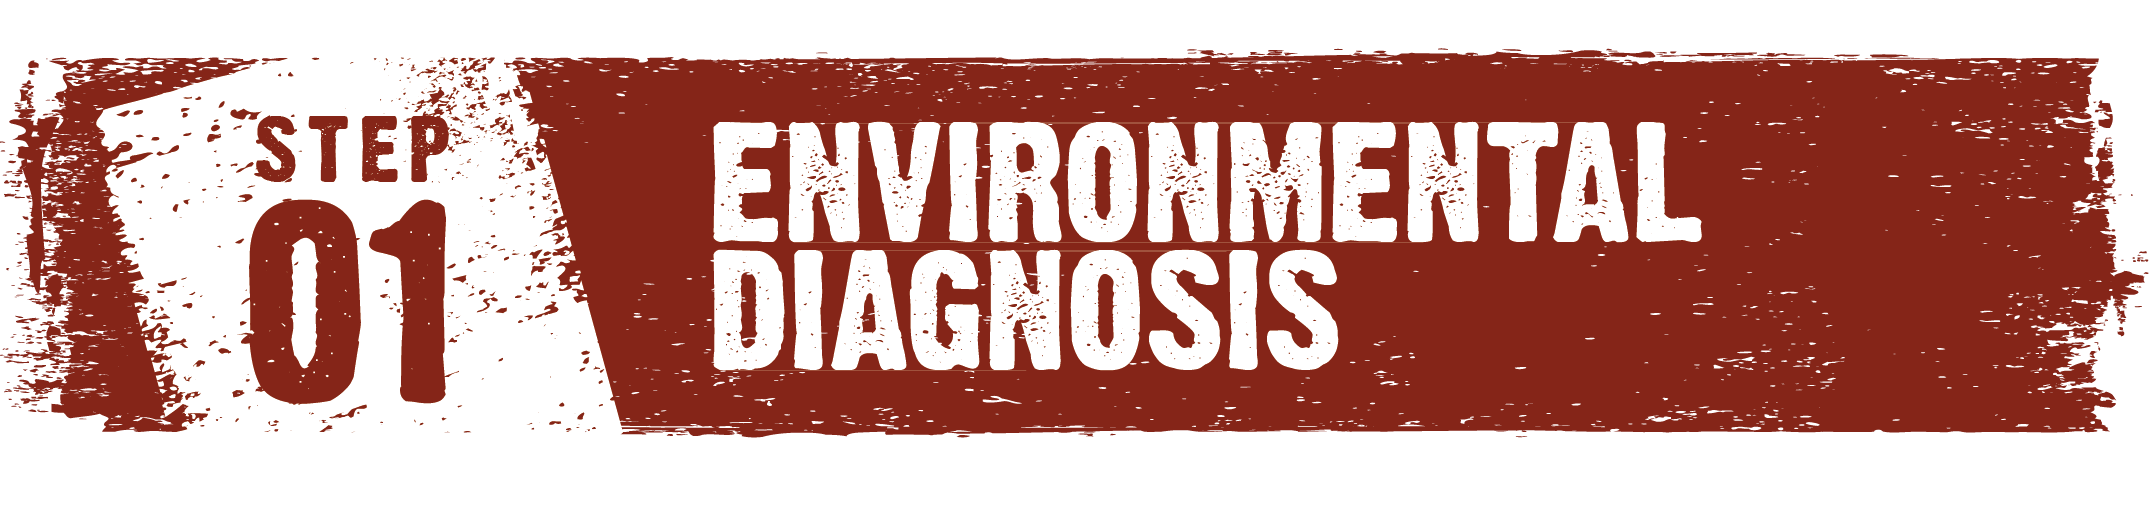 STEP
01
ENVIRONMENTAL
DIAGNOSIS